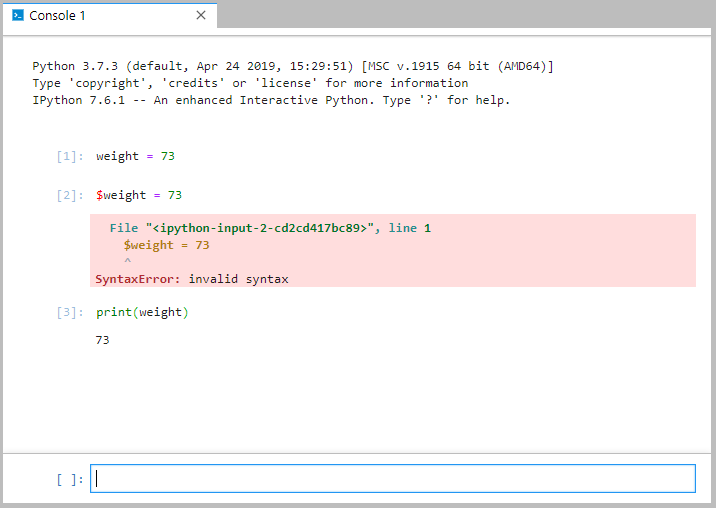 Console 1
Python 3.7.3 (default, Apr 24 2019, 15:29:51) [MSC v.1915 64 bit (AMD64)]
Type 'copyright', 'credits' or 'license' for more information
IPython 7.6.1 -- An enhanced Interactive Python. Type '?' for help.
[1]: weight = 73
[2]: $weight = 73
File "<ipython-input-2-cd2cd417bc89>", line 1
$weight = 73
^
SyntaxError: invalid syntax
[3]: print(weight)
73
[ ]: